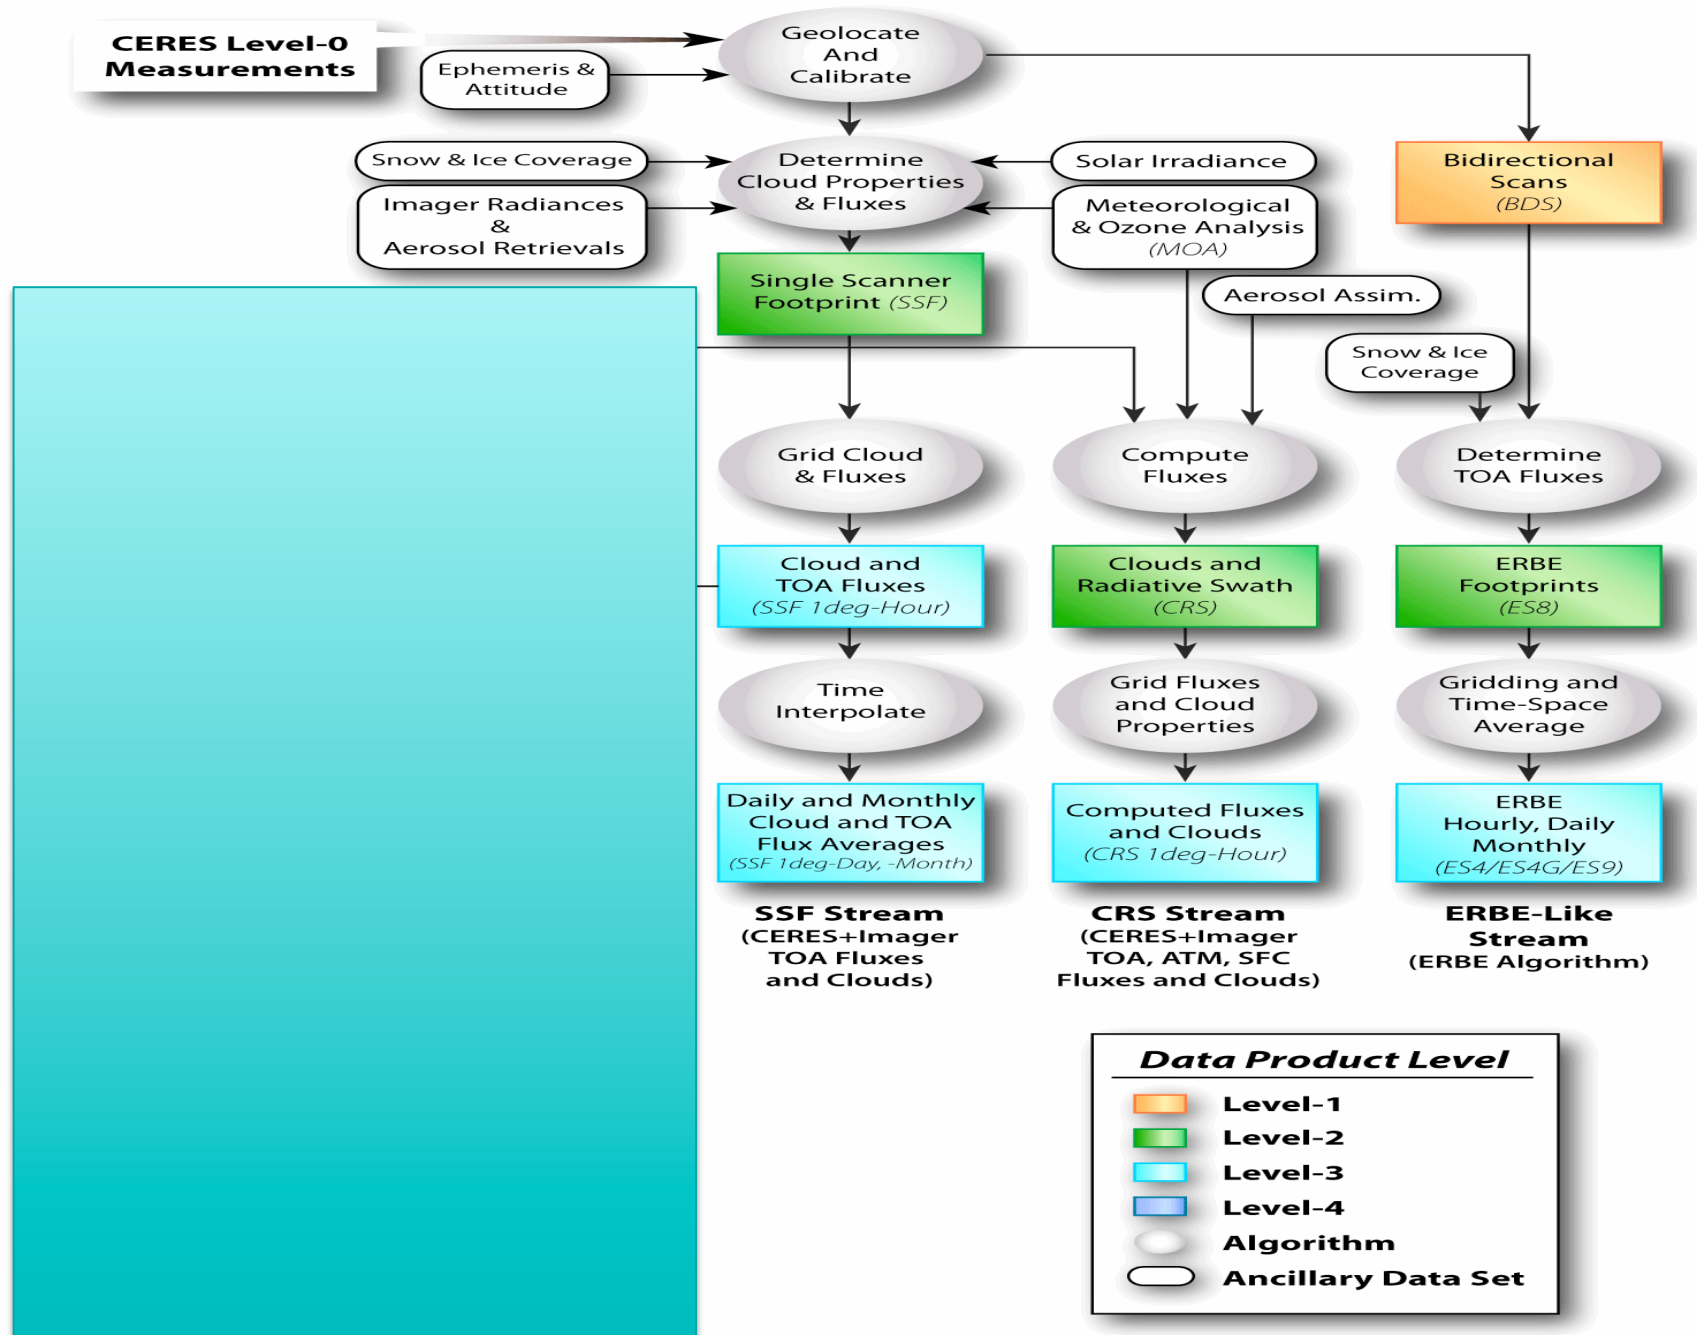 CERES Level-0
Measurements
Ephemeris &
Attitude
Geolocate
And
Calibrate
Snow & Ice Coverage
Imager Radiances
&
Aerosol Retrievals
Determine
Cloud Properties
& Fluxes
Solar Irradiance
Meteorological
& Ozone Analysis
(MOA)
Bidirectional
Scans
(BDS)
Single Scanner
Footprint (SSF)
Aerosol Assim.
Snow & Ice
Coverage
Grid Cloud
& Fluxes
Compute
Fluxes
Determine
TOA Fluxes
Cloud and
TOA Fluxes
(SSF 1deg-Hour)
Clouds and
Radiative Swath
(CRS)
ERBE
Footprints
(ES8)
Time
Interpolate
Grid Fluxes
and Cloud
Properties
Gridding and
Time-Space
Average
Daily and Monthly
Cloud and TOA
Flux Averages
(SSF 1deg-Day, -Month)
Computed Fluxes
and Clouds
(CRS 1deg-Hour)
ERBE
Hourly, Daily
Monthly
(ES4/ES4G/ES9)
SSF Stream
(CERES+Imager
TOA Fluxes
and Clouds)
CRS Stream
(CERES+Imager
TOA, ATM, SFC
Fluxes and Clouds)
ERBE-Like
Stream
(ERBE Algorithm)
Data Product Level
Level-1
Level-2
Level-3
Level-4
Algorithm
Ancillary Data Set